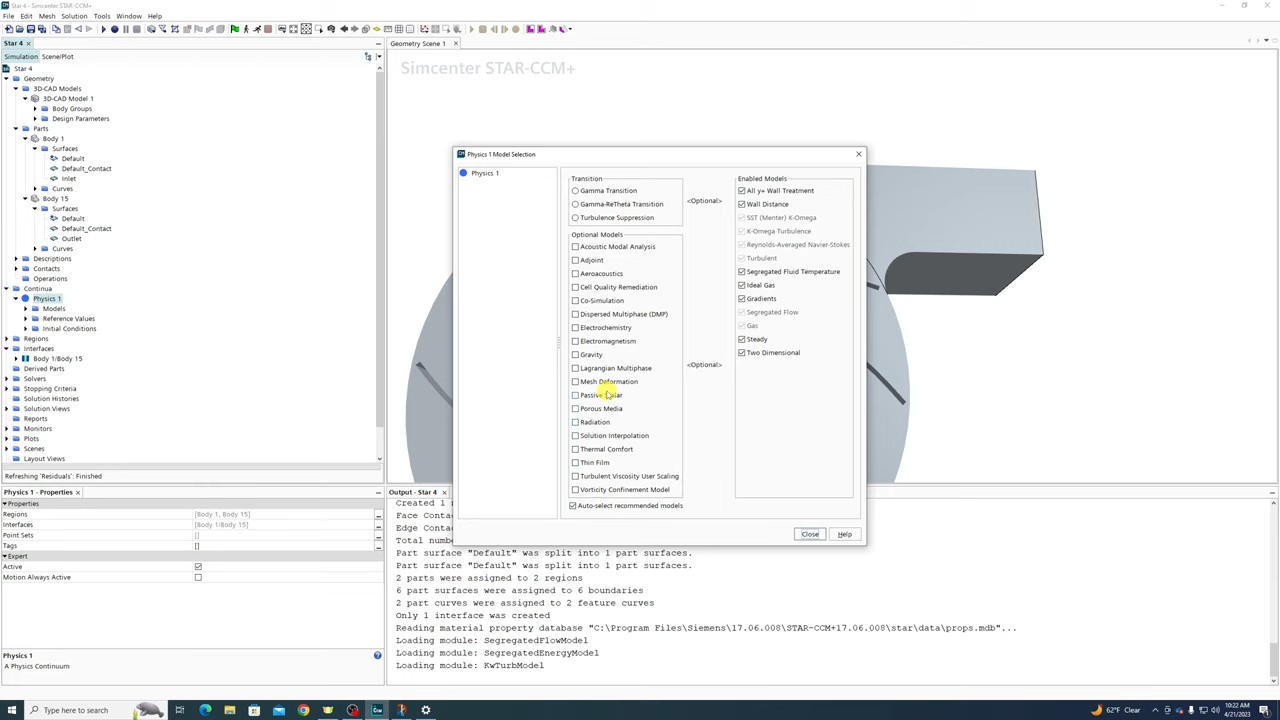 Star 4 - Simcenter STAR-CCM+
File Edit Mesh Solution Tools Window Help
Star 4
Simulation Scene/Plot
Star 4
Geometry
3D-CAD Models
3D-CAD Model 1
Body Groups
Design Parameters
Parts
Body 1
Surfaces
Default
Default_Contact
Inlet
Curves
Body 15
Surfaces
Default
Default_Contact
Outlet
Curves
Descriptions
Contacts
Operations
Continua
Physics 1
Models
Reference Values
Initial Conditions
Regions
Interfaces
Body 1/Body 15
Derived Parts
Solvers
Stopping Criteria
Solution Histories
Solution Views
Reports
Monitors
Plots
Scenes
Layout Views
Refreshing 'Residuals': Finished
Physics 1 - Properties
Properties
Regions [Body 1, Body 15]
Interfaces [Body 1/Body 15]
Point Sets []
Tags []
Expert
Active
Motion Always Active
Physics 1
A Physics Continuum
Geometry Scene 1
Simcenter STAR-CCM+
Physics 1 Model Selection
Physics 1
Transition
Gamma Transition
Gamma-ReTheta Transition
Turbulence Suppression
<Optional>
Optional Models
Acoustic Modal Analysis
Adjoint
Aeroacoustics
Cell Quality Remediation
Co-Simulation
Dispersed Multiphase (DMP)
Electrochemistry
Electromagnetism
Gravity
Lagrangian Multiphase
Mesh Deformation
Porous Media
Radiation
Solution Interpolation
Thermal Comfort
Thin Film
Turbulent Viscosity User Scaling
Vorticity Confinement Model
<Optional>
Auto-select recommended models
Enabled Models
All y+ Wall Treatment
Wall Distance
SST (Menter) K-Omega
K-Omega Turbulence
Reynolds-Averaged Navier-Stokes
Turbulent
Segregated Fluid Temperature
Ideal Gas
Gradients
Segregated Flow
Gas
Steady
Two Dimensional
Close Help
Output - Star 4
Created 1
Face Contac
Edge Conta
Total numb
Part surface "Default" was split into 1 part surfaces.
Part surface "Default" was split into 1 part surfaces.
2 parts were assigned to 2 regions
6 part surfaces were assigned to 6 boundaries
2 part curves were assigned to 2 feature curves
Only 1 interface was created
Reading material property database "C:\Program Files\Siemens\17.06.008\STAR-CCM+17.06.008\star\data\props.mdb"...
Loading module: SegregatedFlowModel
Loading module: SegregatedEnergyModel
Loading module: KwTurbModel
Type here to search
62°F Clear
10:22 AM
4/21/2023